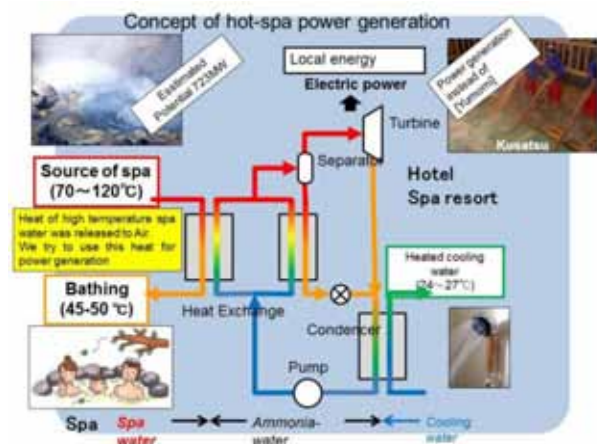 Concept of hot-spa power generation
Esstimated
Potential 723MW
Local energy
Electric power
Power generation
instead of
[Yumomi]
Kusatsu
Turbine
Separator
Hotel
Spa resort
Source of spa
(70~120℃)
Heat of high temperature spa
water was released to Air.
We try to use this heat for
power generation
Bathing
(45-50 ℃)
Heat Exchange
Heated cooling
water
(24~27℃)
Condencer
Pump
Spa
Spa
water
Ammonia-
water
Cooling
water